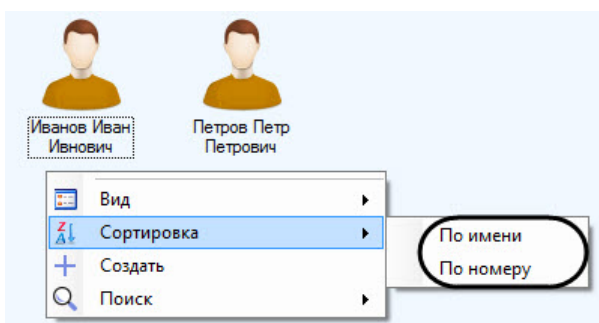 Иванов Иван
Ивнович
Петров Петр
Петрович
Вид
Сортировка
По имени
Создать
По номеру
Поиск